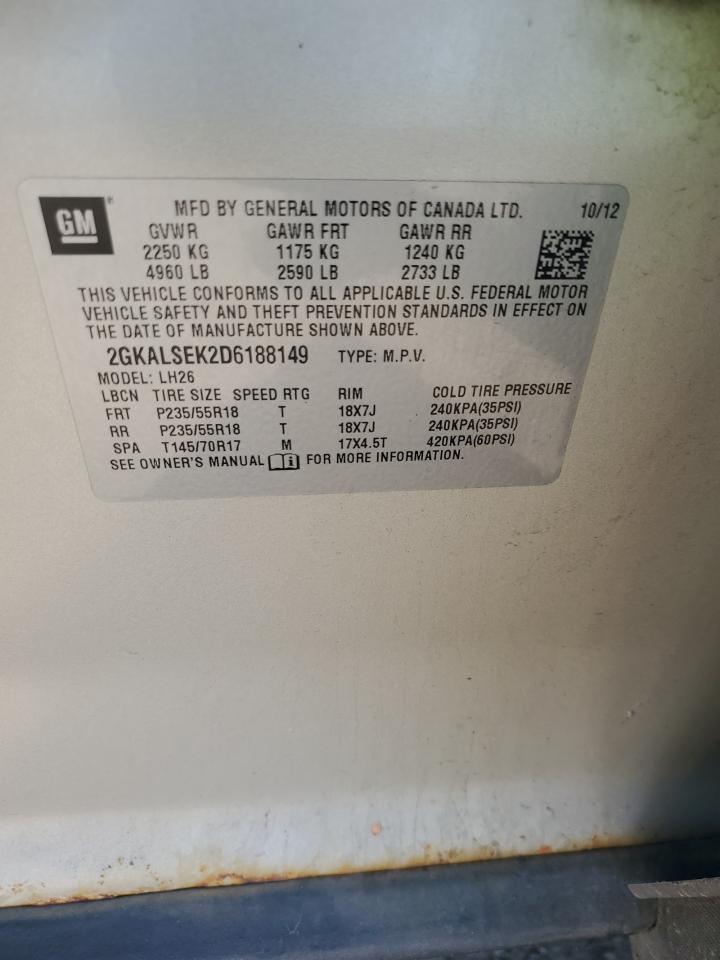 GM
MFD BY GENERAL MOTORS OF CANADA LTD. 10/12
GVWR GAWR FRT GAWR RR
2250 KG 1175 KG 1240 KG
4960 LB 2590 LB 2733 LB
THIS VEHICLE CONFORMS TO ALL APPLICABLE U.S. FEDERAL MOTOR
VEHICLE SAFETY AND THEFT PREVENTION STANDARDS IN EFFECT ON
THE DATE OF MANUFACTURE SHOWN ABOVE.
2GKALSEK2D6188149 TYPE: M.P.V.
MODEL: LH26
LBCN TIRE SIZE SPEED RTG RIM COLD TIRE PRESSURE
FRT P235/55R18 T 18X7J 240KPA(35PSI)
RR P235/55R18 T 18X7J 240KPA(35PSI)
SPA T145/70R17 M 17X4.5T 420KPA(60PSI)
SEE OWNER'S MANUAL FOR MORE INFORMATION.